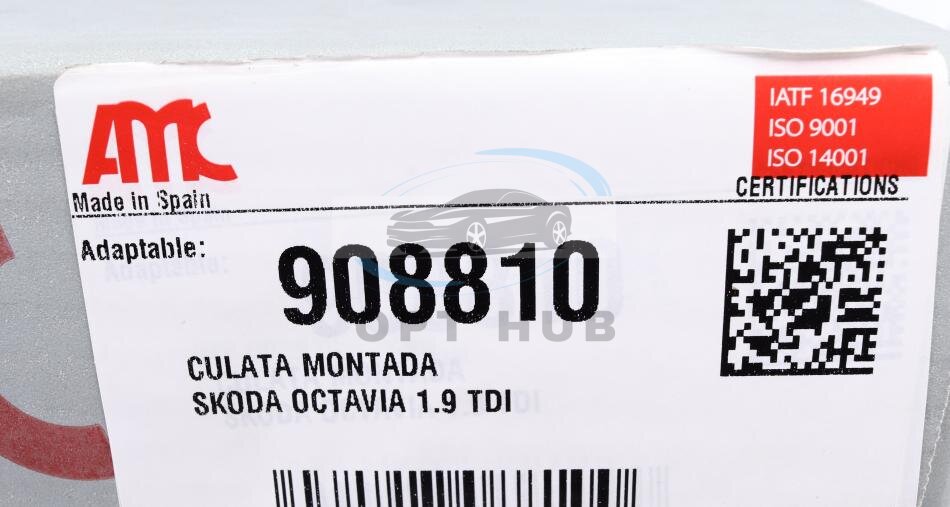 AMC
IATF 16949
ISO 9001
ISO 14001
Made in Spain
CERTIFICATIONS
Adaptable:
908810
OPT HUB
CULATA MONTADA
SKODA OCTAVIA 1.9 TDI